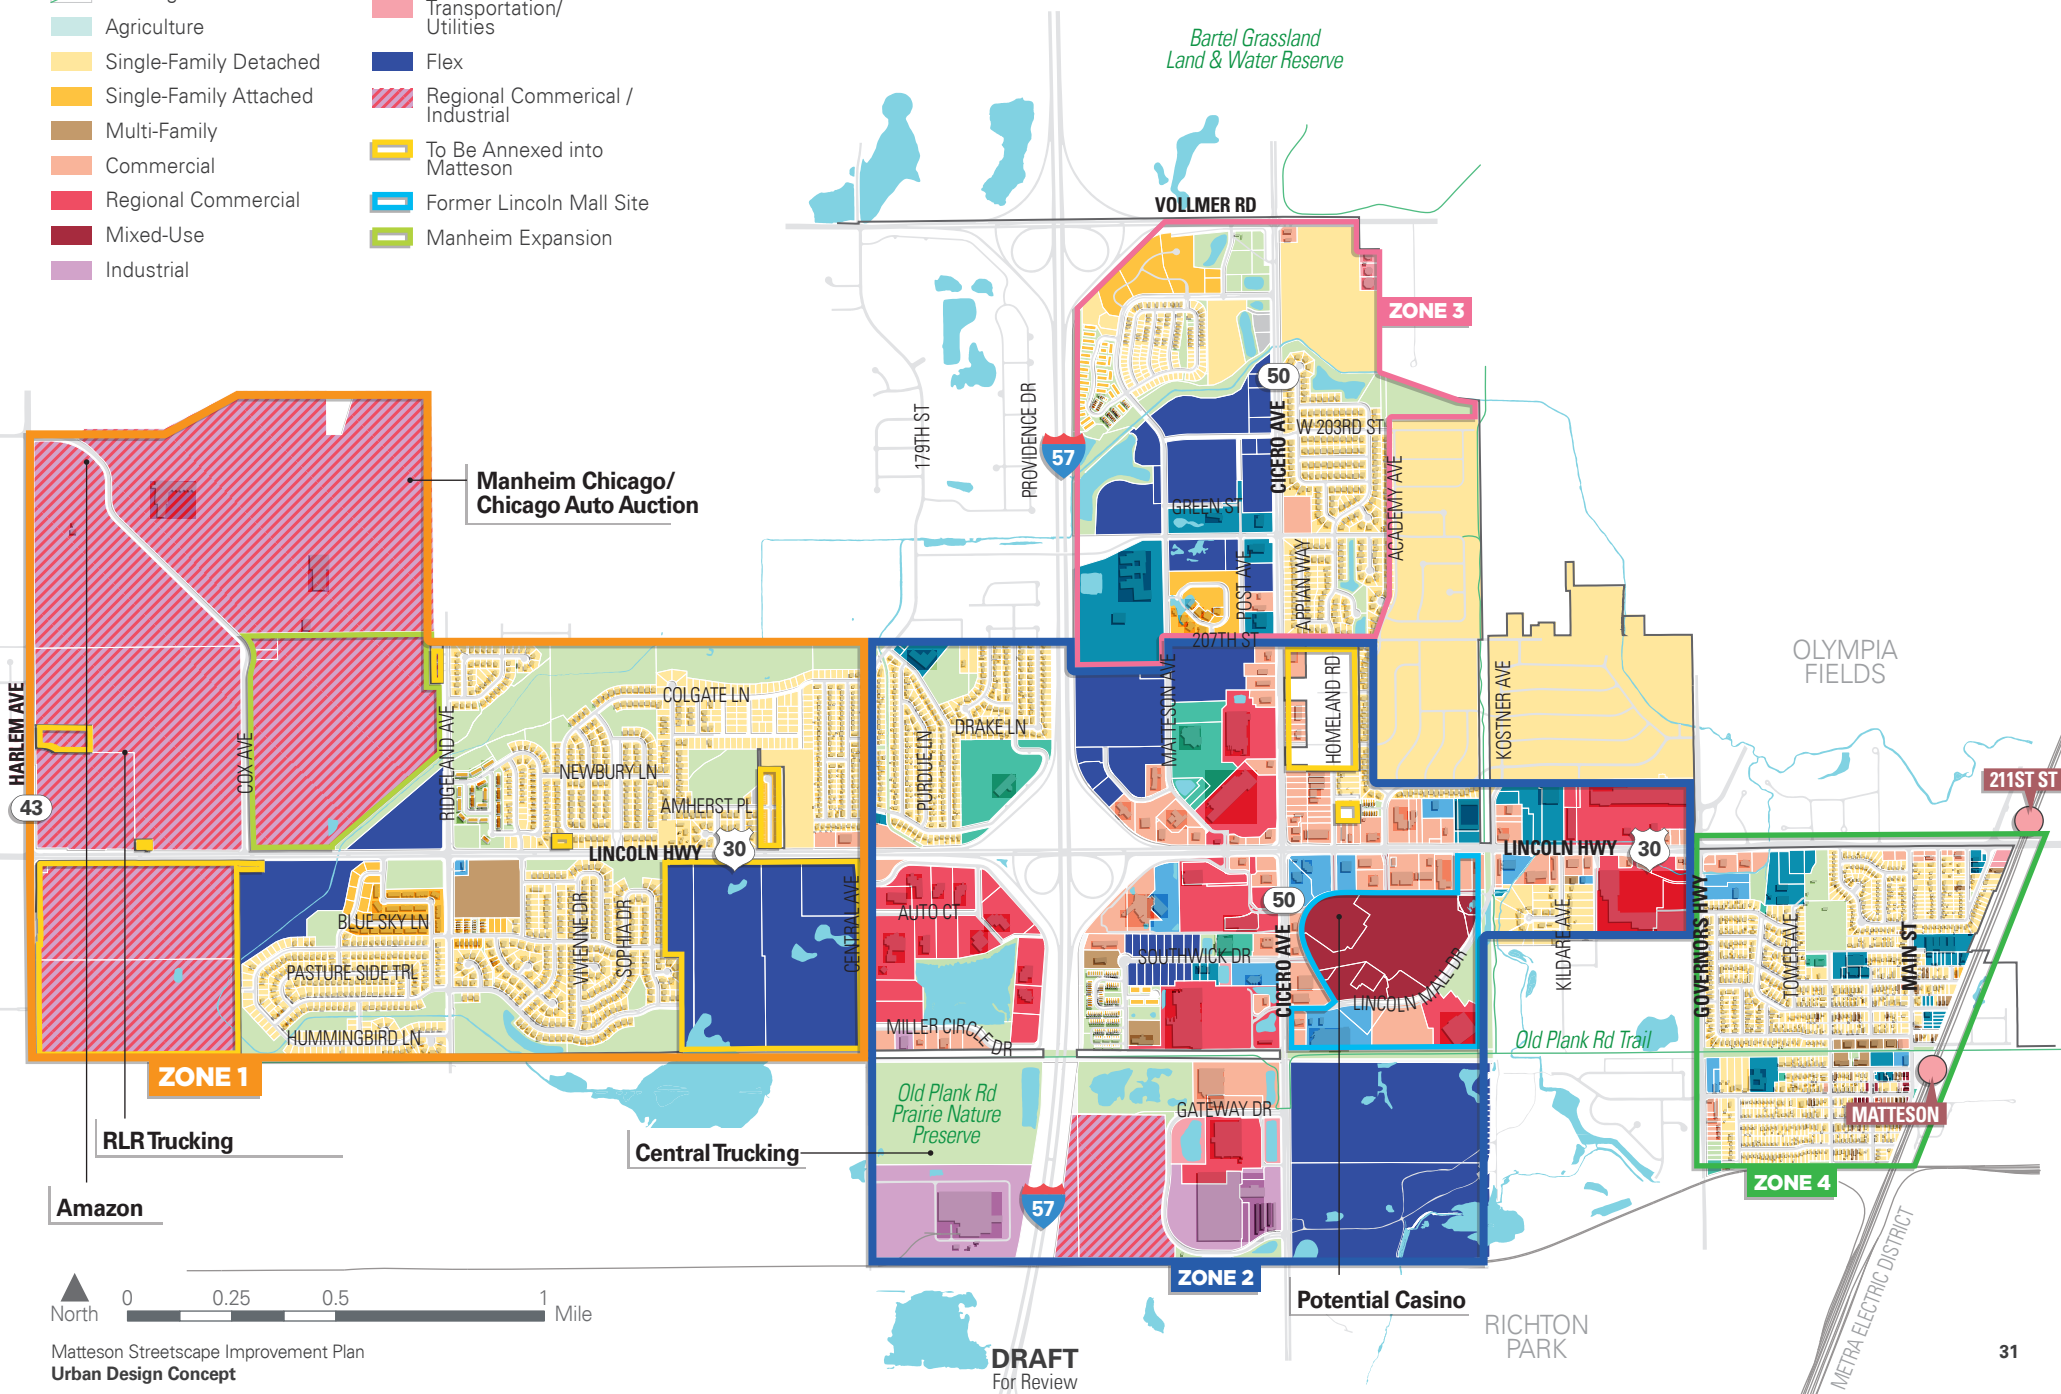 Agriculture
Single-Family Detached
Single-Family Attached
Multi-Family
Commercial
Regional Commercial
Mixed-Use
Industrial
Transportation/
Utilities
Flex
Regional Commerical /
Industrial
To Be Annexed into
Matteson
Former Lincoln Mall Site
Manheim Expansion
Bartel Grassland
Land & Water Reserve
VOLLMER RD
ZONE 3
50
CICERO AVE
W 203RD ST
179TH ST
PROVIDENCE DR
57
GREEN ST
ACADEMY AVE
POST AVE
APPIAN WAY
207TH ST
Manheim Chicago/
Chicago Auto Auction
HARLEM AVE
43
COX AVE
RIDGELAND AVE
COLGATE LN
NEWBURY LN
AMHERST PL
LINCOLN HWY
30
PURDUE LN
DRAKE LN
MATTESON AVE
HOMELAND RD
KOSTNER AVE
OLYMPIA
FIELDS
211ST ST
LINCOLN HWY
30
BLUE SKY LN
PASTURE SIDE TRL
HUMMINGBIRD LN
VIVIENNE DR
SOPHIA DR
CENTRAL AVE
AUTO CT
MILLER CIRCLE DR
SOUTHWICK DR
50
CICERO AVE
LINCOLN MALL DR
KILDARE AVE
GOVERNORS HWY
TOWER AVE
MAIN ST
Old Plank Rd Trail
ZONE 1
RLR Trucking
Amazon
Central Trucking
Old Plank Rd
Prairie Nature
Preserve
GATEWAY DR
57
ZONE 2
Potential Casino
MATTESON
ZONE 4
METRA ELECTRIC DISTRICT
RICHTON
PARK
North
0 0.25 0.5 1 Mile
Matteson Streetscape Improvement Plan
Urban Design Concept
DRAFT
For Review
31